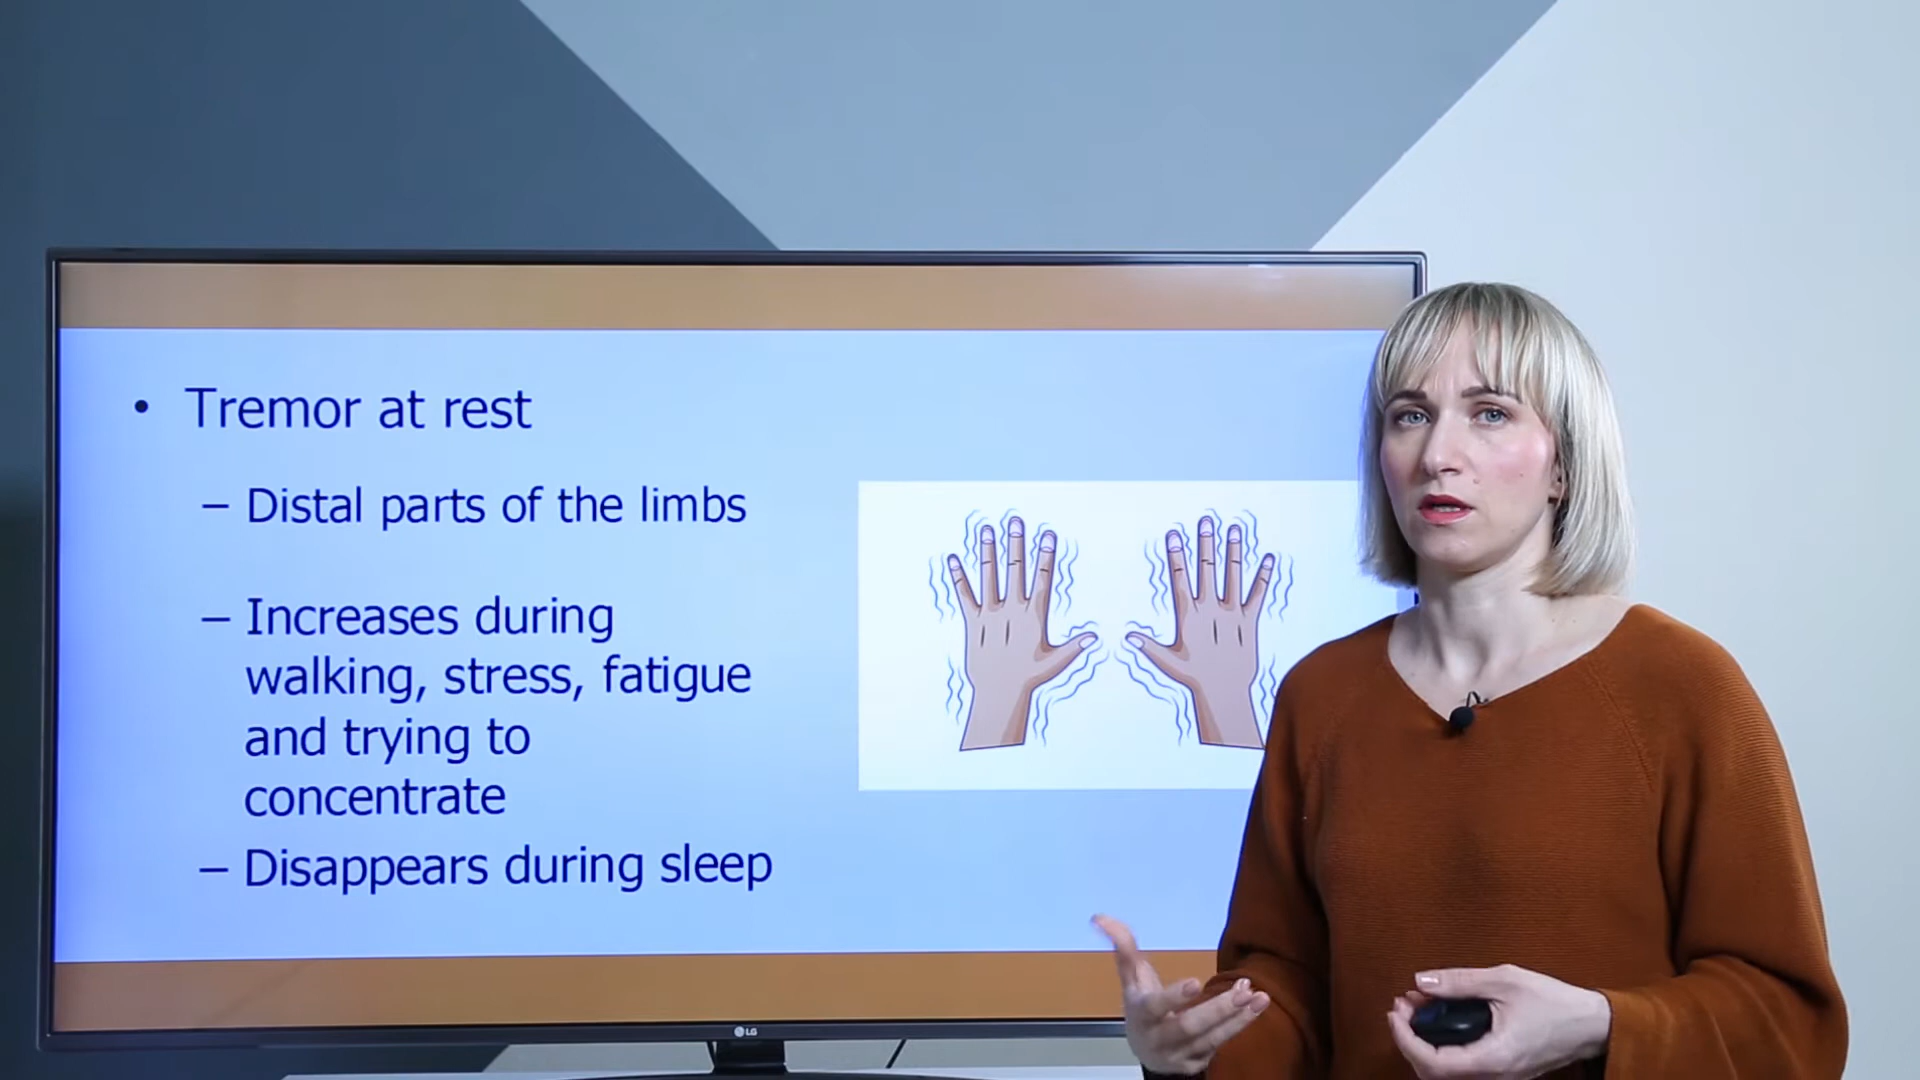 • Tremor at rest
– Distal parts of the limbs
– Increases during
walking, stress, fatigue
and trying to
concentrate
– Disappears during sleep
LG